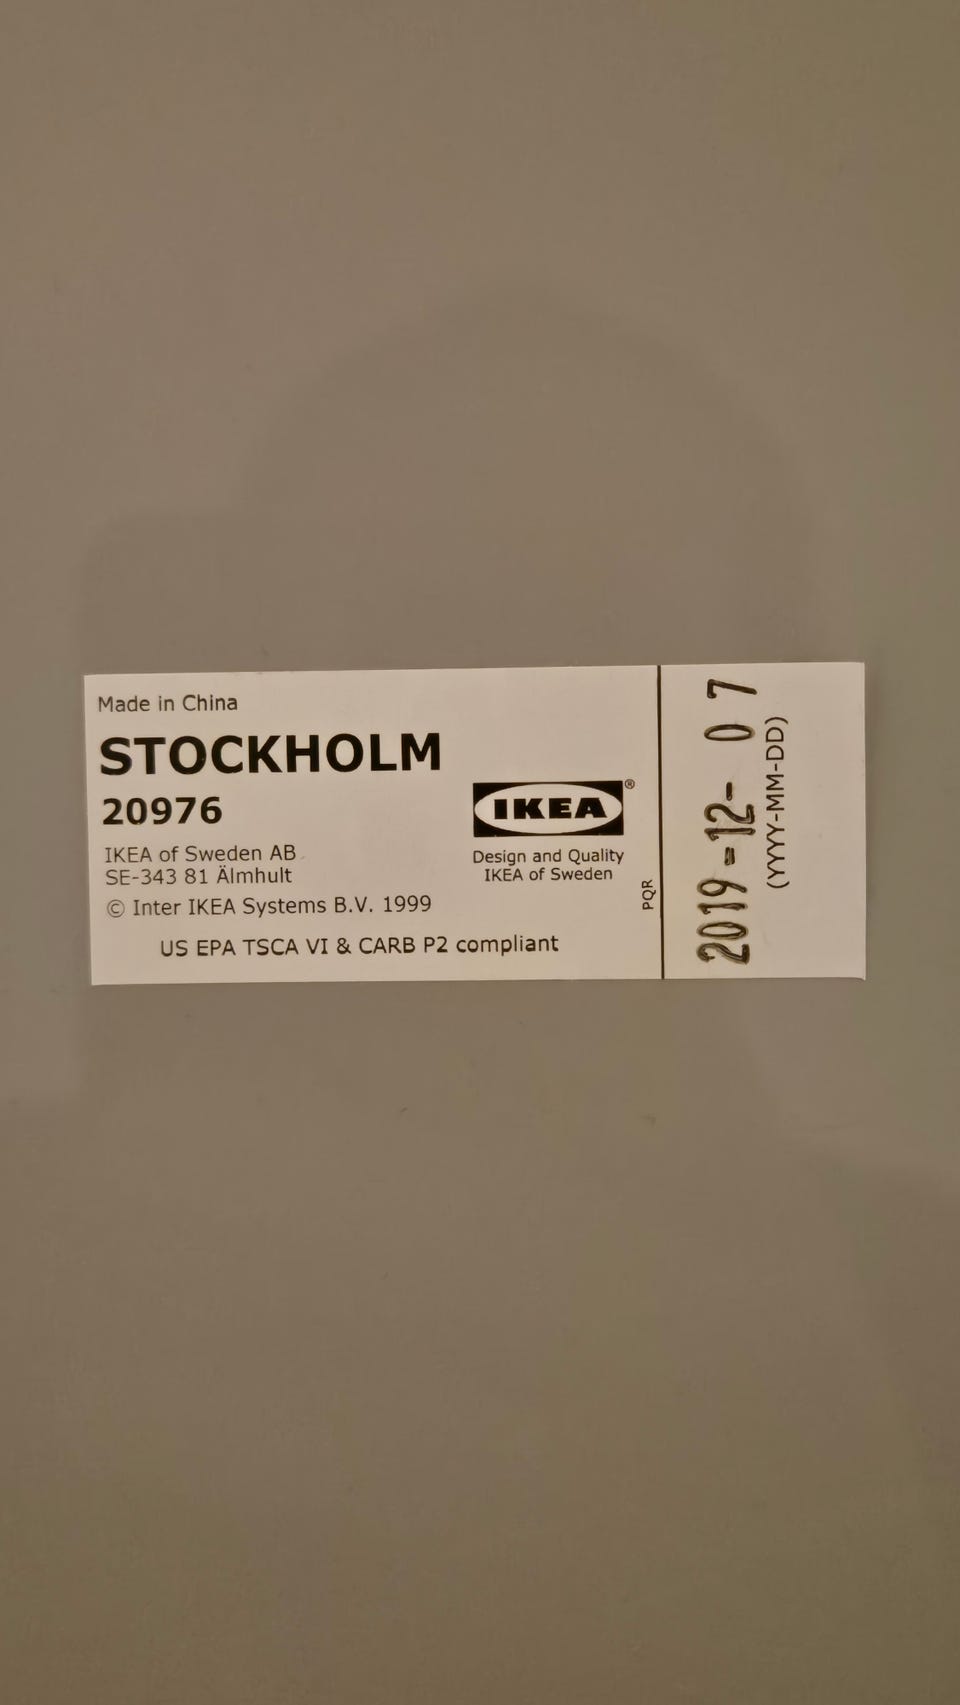 Made in China
STOCKHOLM
20976
IKEA of Sweden AB
SE-343 81 Älmhult
© Inter IKEA Systems B.V. 1999
US EPA TSCA VI & CARB P2 compliant
IKEA®
Design and Quality
IKEA of Sweden
PQR
2019-12-07
(YYYY-MM-DD)